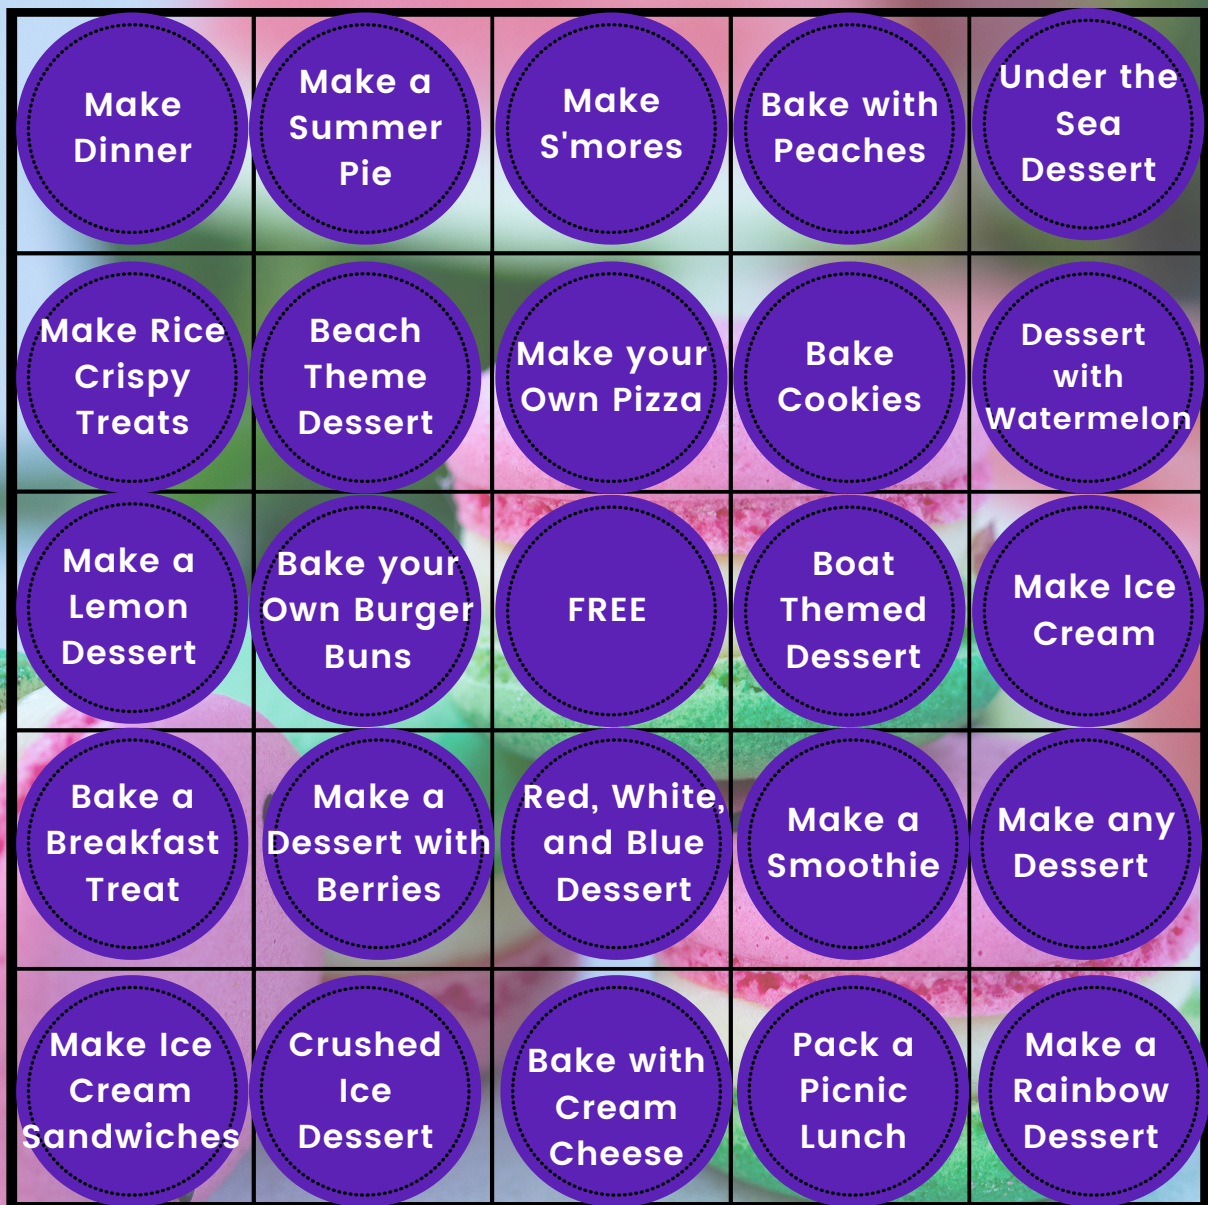 Make
Dinner
Make a
Summer
Pie
Make
S'mores
Bake with
Peaches
Under the
Sea
Dessert
Make Rice
Crispy
Treats
Beach
Theme
Dessert
Make your
Own Pizza
Bake
Cookies
Dessert
with
Watermelon
Make a
Lemon
Dessert
Bake your
Own Burger
Buns
FREE
Boat
Themed
Dessert
Make Ice
Cream
Bake a
Breakfast
Treat
Make a
Dessert with
Berries
Red, White,
and Blue
Dessert
Make a
Smoothie
Make any
Dessert
Make Ice
Cream
Sandwiches
Crushed
Ice
Dessert
Bake with
Cream
Cheese
Pack a
Picnic
Lunch
Make a
Rainbow
Dessert